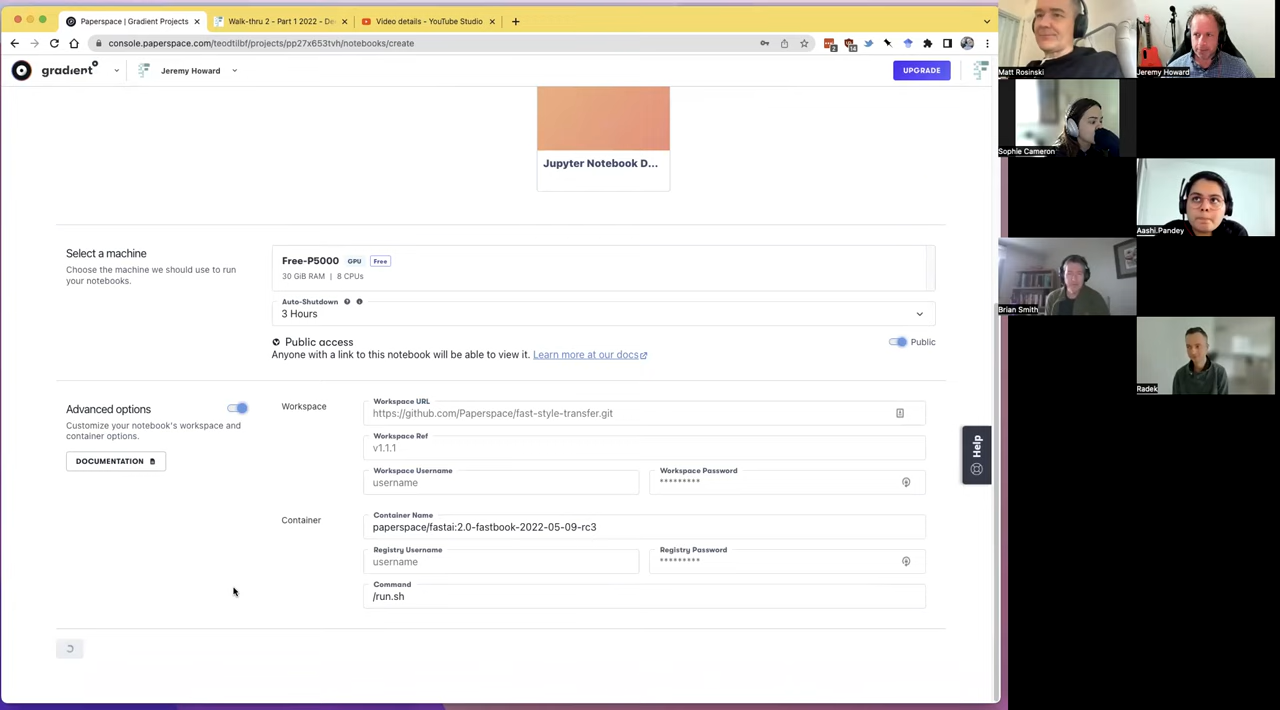 Paperspace | Gradient Projects
Walk-thru 2 - Part 1 2022 - De
Video details - YouTube Studio
console.paperspace.com/teodtilbf/projects/pp27x653tvh/notebooks/create
gradient
Jeremy Howard
UPGRADE
Jupyter Notebook D...
Select a machine
Choose the machine we should use to run
your notebooks.
Free-P5000 GPU Free
30 GiB RAM | 8 CPUs
Auto-Shutdown
3 Hours
Public access
Public
Anyone with a link to this notebook will be able to view it. Learn more at our docs
Advanced options
Customize your notebook's workspace and
container options.
DOCUMENTATION
Workspace
Workspace URL
https://github.com/Paperspace/fast-style-transfer.git
Workspace Ref
v1.1.1
Workspace Username
username
Workspace Password
*********
Container
Container Name
paperspace/fastai:2.0-fastbook-2022-05-09-rc3
Registry Username
username
Registry Password
*********
Command
/run.sh
Help
Matt Rosinski
Jeremy Howard
Sophie Cameron
Aashi.Pandey
Brian Smith
Radek